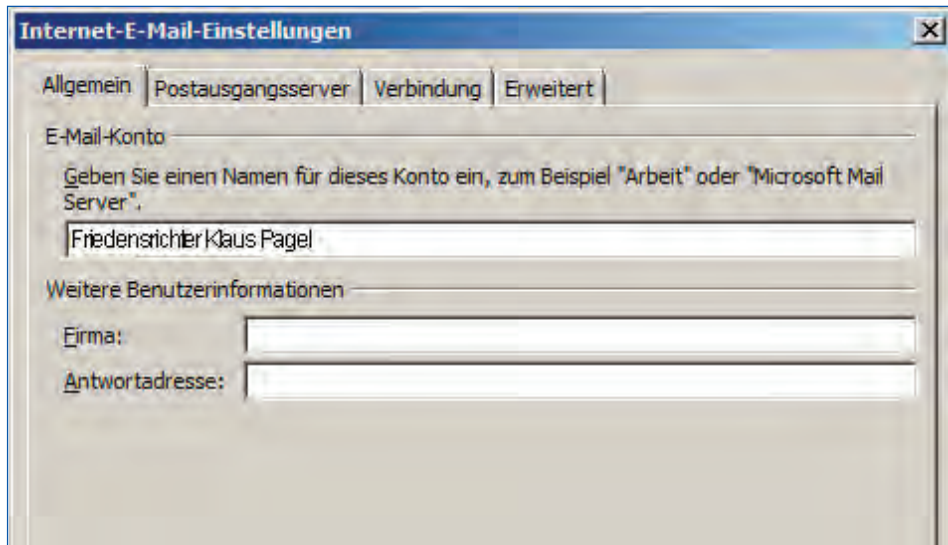 Internet-E-Mail-Einstellungen
Allgemein Postausgangsserver Verbindung Erweitert
E-Mail-Konto
Geben Sie einen Namen für dieses Konto ein, zum Beispiel "Arbeit" oder "Microsoft Mail
Server".
Friedensrichter Klaus Pagel
Weitere Benutzerinformationen
Firma:
Antwortadresse: